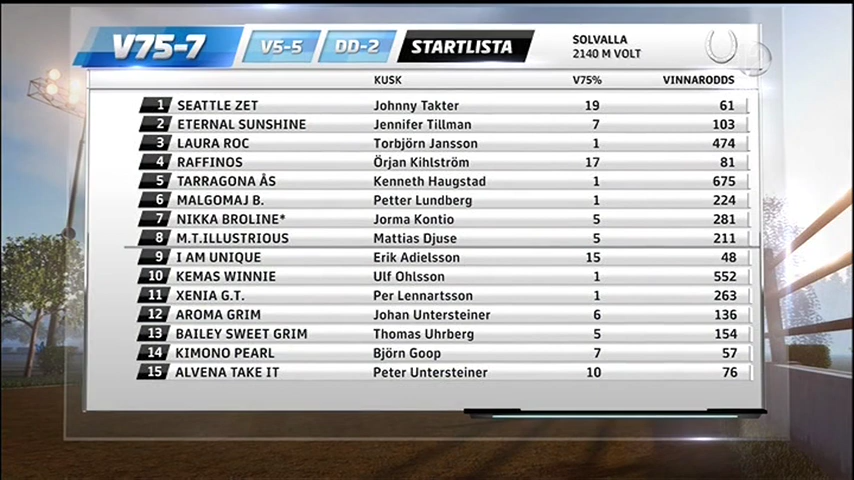 V75-7 V5-5 DD-2 STARTLISTA SOLVALLA
2140 M VOLT
KUSK V75% VINNARODDS
1 SEATTLE ZET Johnny Takter 19 61
2 ETERNAL SUNSHINE Jennifer Tillman 7 103
3 LAURA ROC Torbjörn Jansson 1 474
4 RAFFINOS Örjan Kihlström 17 81
5 TARRAGONA ÅS Kenneth Haugstad 1 675
6 MALGOMAJ B. Petter Lundberg 1 224
7 NIKKA BROLINE* Jorma Kontio 5 281
8 M.T.ILLUSTRIOUS Mattias Djuse 5 211
9 I AM UNIQUE Erik Adielsson 15 48
10 KEMAS WINNIE Ulf Ohlsson 1 552
11 XENIA G.T. Per Lennartsson 1 263
12 AROMA GRIM Johan Untersteiner 6 136
13 BAILEY SWEET GRIM Thomas Uhrberg 5 154
14 KIMONO PEARL Björn Goop 7 57
15 ALVENA TAKE IT Peter Untersteiner 10 76